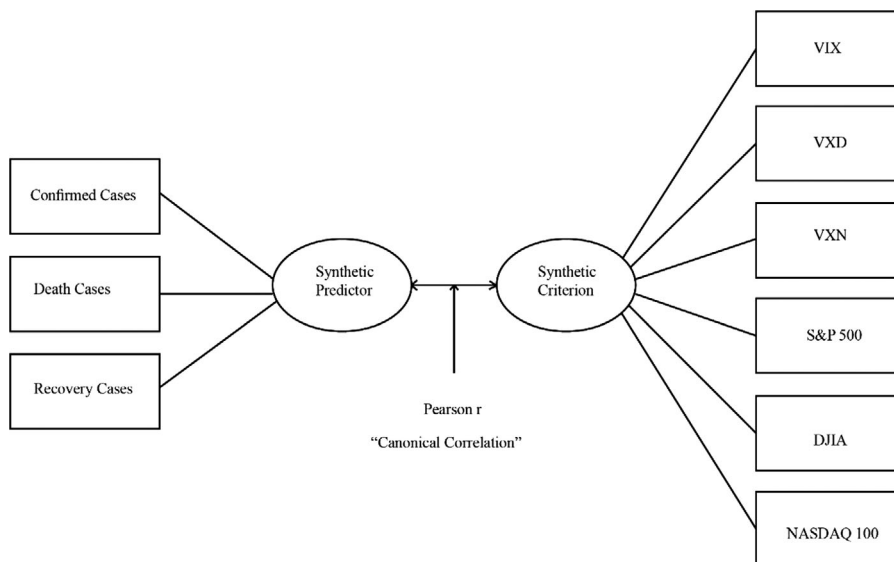 Confirmed Cases
Death Cases
Recovery Cases
Synthetic
Predictor
Pearson r
“Canonical Correlation”
Synthetic
Criterion
VIX
VXD
VXN
S&P 500
DJIA
NASDAQ 100